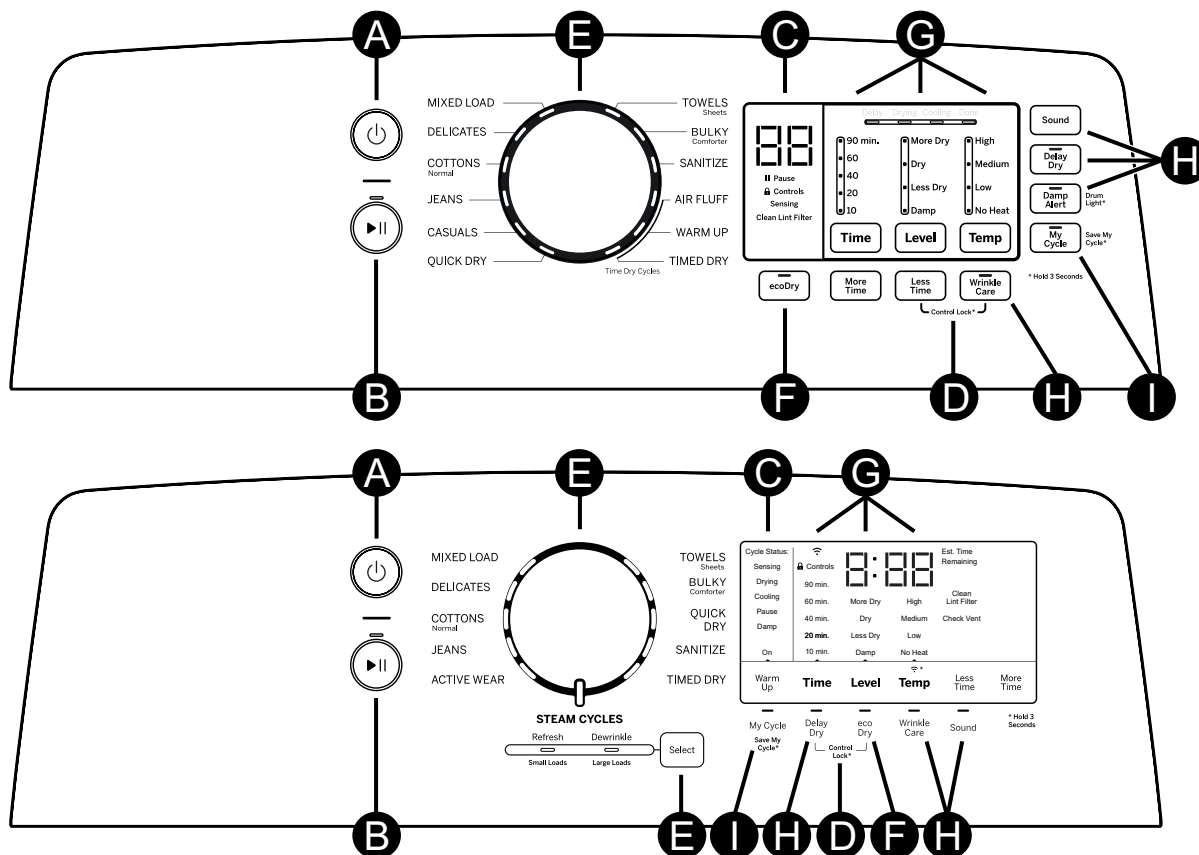 A
E
C
G
MIXED LOAD
DELICATES
COTTONS
Normal
JEANS
CASUALS
QUICK DRY
TOWELS
Sheets
BULKY
Comforter
SANITIZE
AIR FLUFF
WARM UP
TIMED DRY
Time Dry Cycles
88
Pause
Controls
Sensing
Clean Lint Filter
Delay Drying Cooling Done
90 min. More Dry High
60 Dry Medium
40
20 Less Dry Low
10 Damp No Heat
Time Level Temp
Sound
Delay
Dry
Damp
Alert
Drum
Light*
My
Cycle
Save My
Cycle*
* Hold 3 Seconds
ecoDry
More
Time
Less
Time
Wrinkle
Care
Control Lock*
H
B
F
D
H
I
A
E
C
G
MIXED LOAD
DELICATES
COTTONS
Normal
JEANS
ACTIVE WEAR
TOWELS
Sheets
BULKY
Comforter
QUICK
DRY
SANITIZE
TIMED DRY
STEAM CYCLES
Refresh Dewrinkle
Small Loads Large Loads
Select
Cycle Status:
Sensing
Drying
Cooling
Pause
Damp
On
Controls
90 min.
60 min.
40 min.
20 min.
10 min.
8:88
More Dry
Dry
Less Dry
Damp
High
Medium
Low
No Heat
*
Est. Time
Remaining
Clean
Lint Filter
Check Vent
Warm
Up
Time
Level
Temp
Less
Time
More
Time
My Cycle
Save My
Cycle*
Delay
Dry
eco
Dry
Control
Lock*
Wrinkle
Care
Sound
* Hold 3
Seconds
B
E
I
H
D
F
H